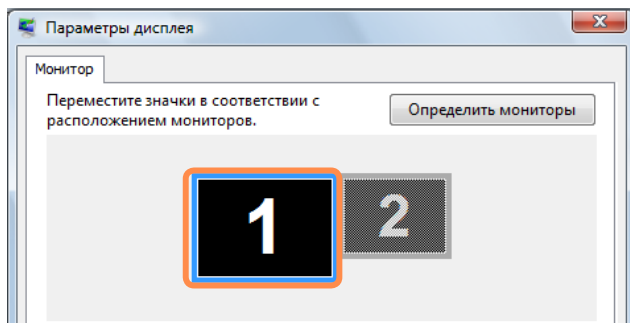 Параметры дисплея
Монитор
Переместите значки в соответствии с
расположением мониторов.
Определить мониторы
1
2